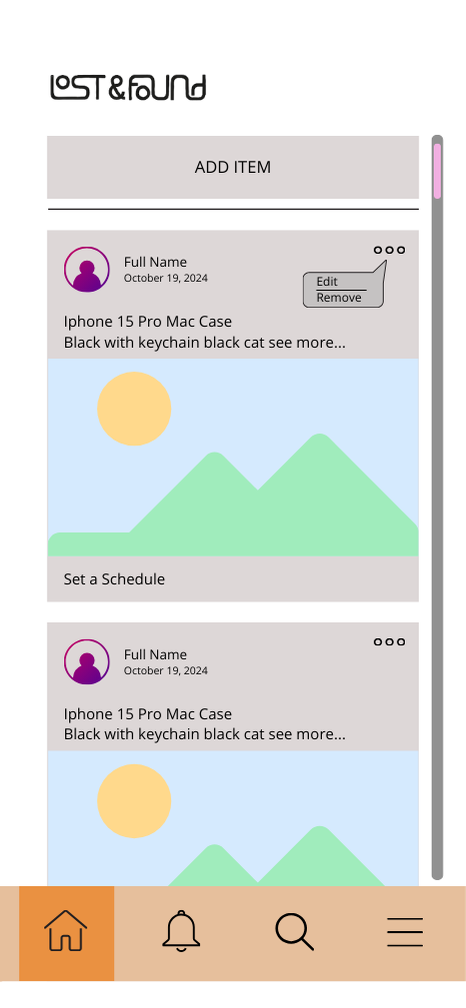 LOST & FOUND
ADD ITEM
Full Name
October 19, 2024
Edit
Remove
Iphone 15 Pro Mac Case
Black with keychain black cat see more...
Set a Schedule
Full Name
October 19, 2024
Iphone 15 Pro Mac Case
Black with keychain black cat see more...